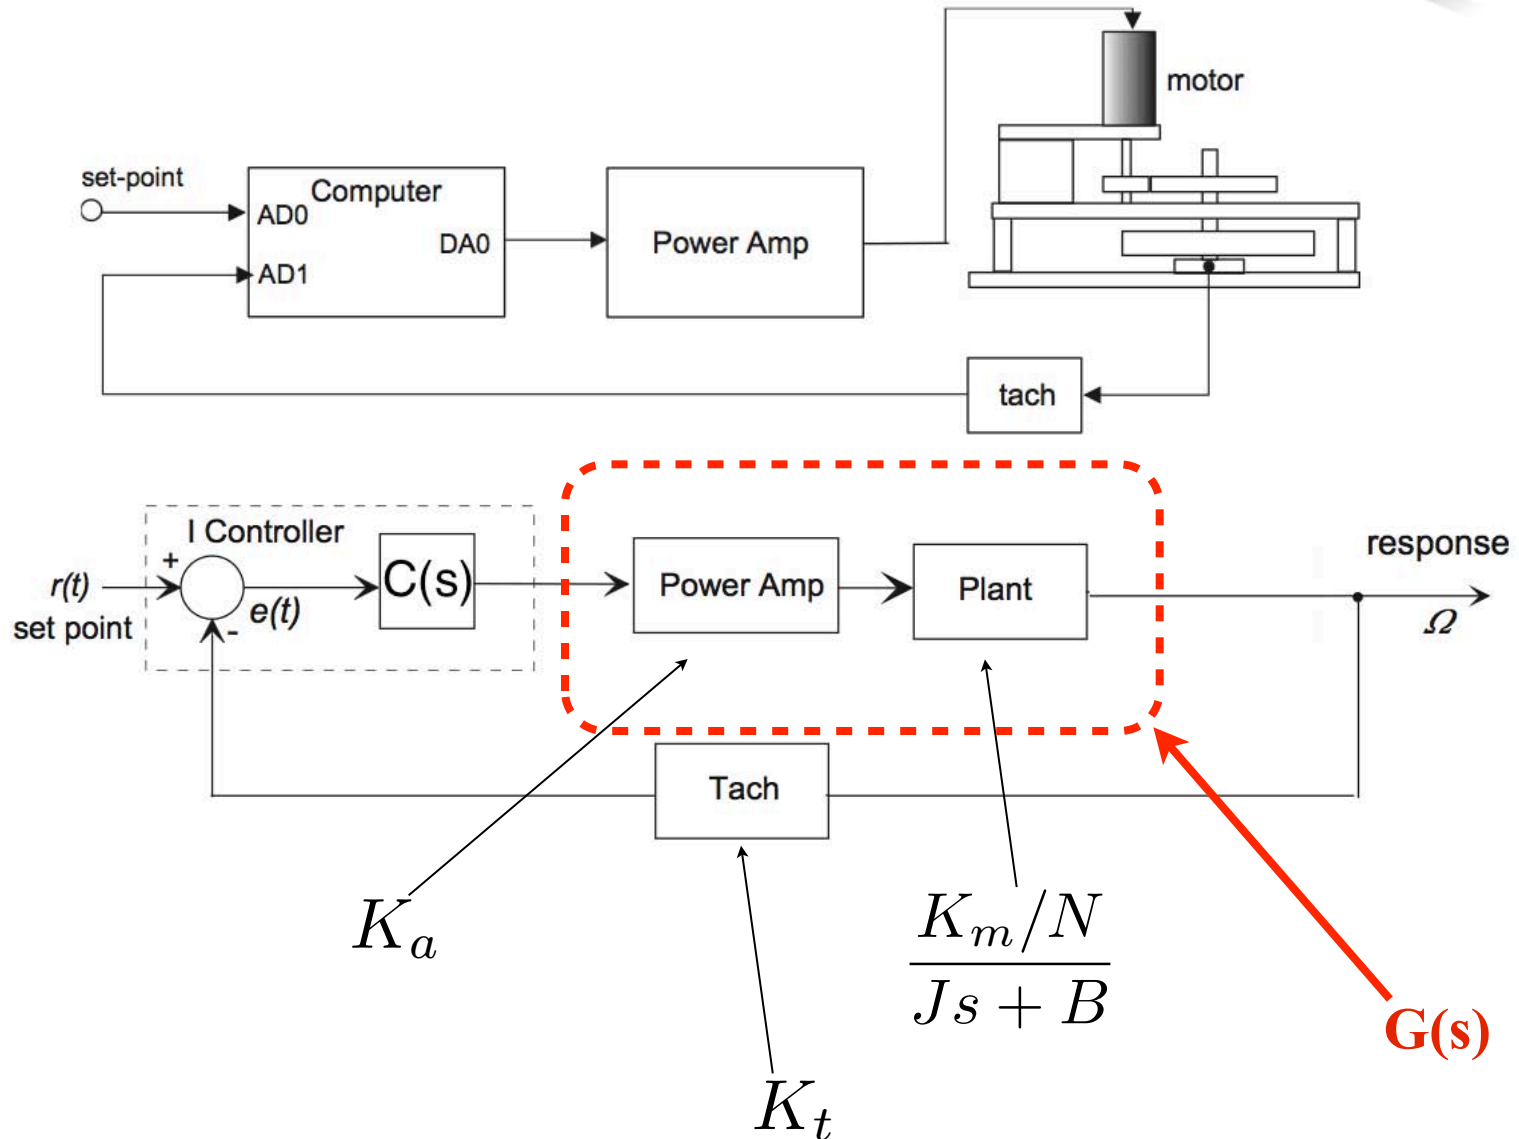 motor
set-point
Computer
AD0
DA0
Power Amp
AD1
tach
I Controller
response
+
r(t)
C(s)
Power Amp
Plant
e(t)
set point
-
Ω
Tach
K_a
K_m/N
Js + B
G(s)
K_t